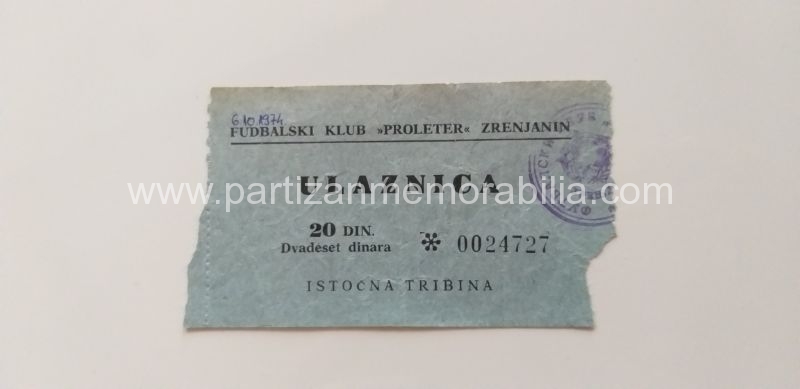 6.10.1974.
FUDBALSKI KLUB »PROLETER« ZRENJANIN
ULAZNICA
www.partizanmemorabilia.com
20 DIN.
Dvadeset dinara
* 0024727
ISTOČNA TRIBINA